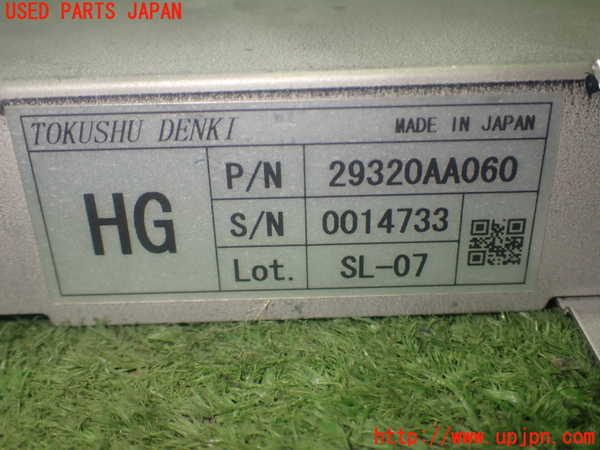 USED PARTS JAPAN
TOKUSHU DENKI MADE IN JAPAN
HG
P/N 29320AA060
S/N 0014733
Lot. SL-07
http://www.upjpn.com/